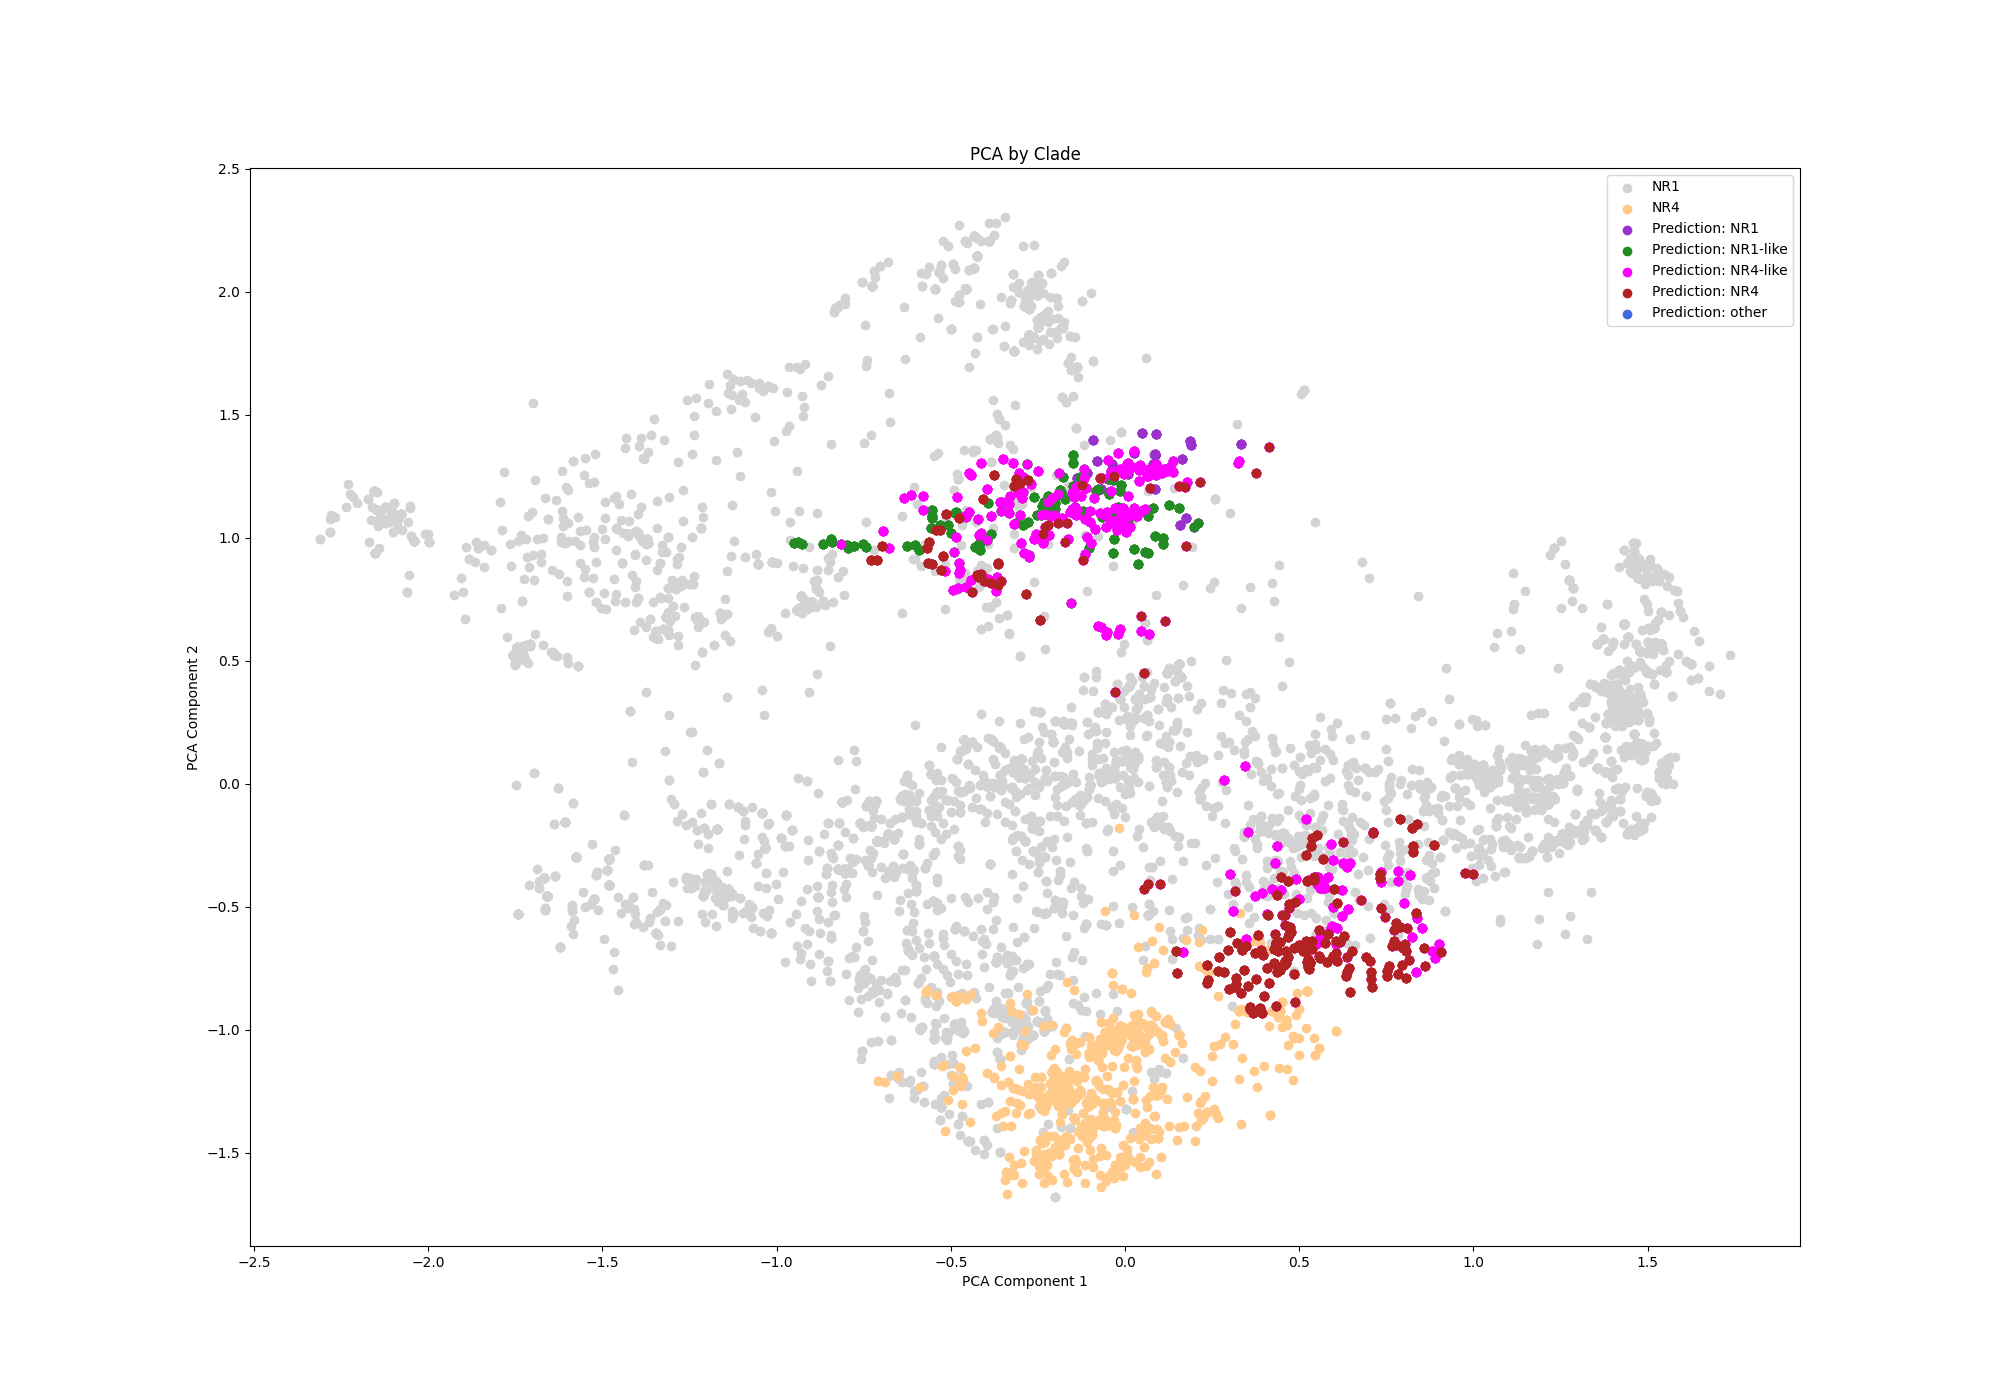 PCA by Clade
2.5
2.0
1.5
1.0
0.5
0.0
−0.5
−1.0
−1.5
PCA Component 2
−2.5
−2.0
−1.5
−1.0
−0.5
0.0
0.5
1.0
1.5
PCA Component 1
NR1
NR4
Prediction: NR1
Prediction: NR1-like
Prediction: NR4-like
Prediction: NR4
Prediction: other